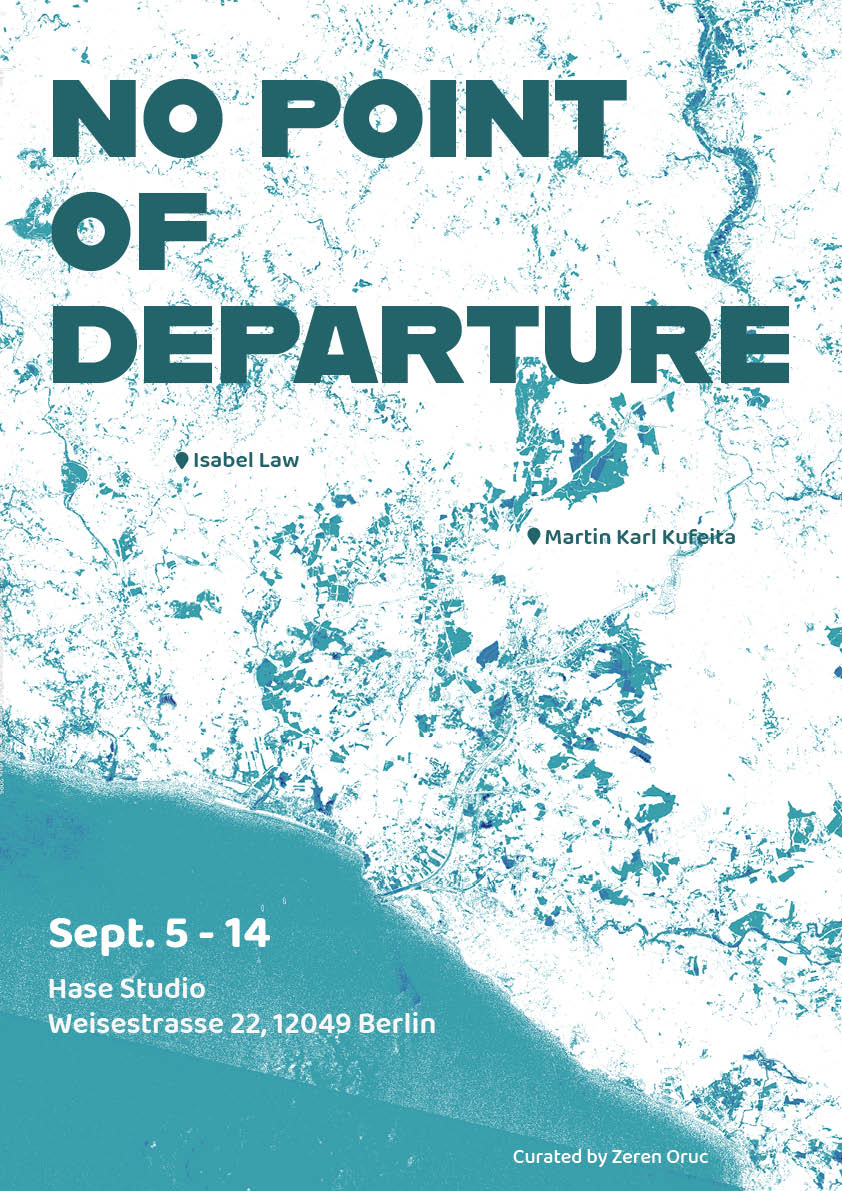 NO POINT
OF
DEPARTURE
Isabel Law
Martin Karl Kufeita
Sept. 5 - 14
Hase Studio
Weisestrasse 22, 12049 Berlin
Curated by Zeren Oruc